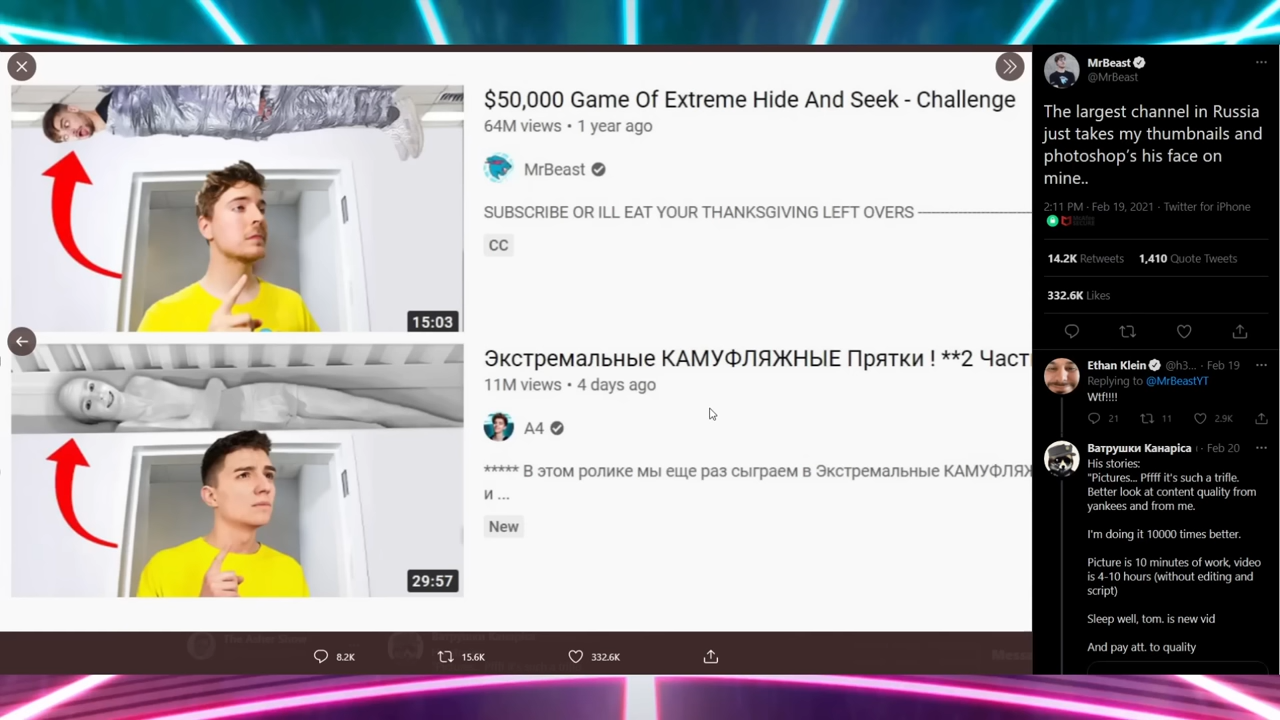 $50,000 Game Of Extreme Hide And Seek - Challenge
64M views • 1 year ago
MrBeast
SUBSCRIBE OR ILL EAT YOUR THANKSGIVING LEFT OVERS
CC
15:03
Экстремальные КАМУФЛЯЖНЫЕ Прятки ! **2 Част
11M views • 4 days ago
A4
***** В этом ролике мы еще раз сыграем в Экстремальные КАМУФЛЯЖ
и ...
New
29:57
8.2K
15.6K
332.6K
MrBeast
@MrBeast
The largest channel in Russia
just takes my thumbnails and
photoshop's his face on
mine..
2:11 PM · Feb 19, 2021 · Twitter for iPhone
14.2K Retweets 1,410 Quote Tweets
332.6K Likes
Ethan Klein @h3... · Feb 19
Replying to @MrBeastYT
Wtf!!!!
21 11 2.9K
Ватрушки Канаріса · Feb 20
His stories:
"Pictures... Pffff it's such a trifle.
Better look at content quality from
yankees and from me.
I'm doing it 10000 times better.
Picture is 10 minutes of work, video
is 4-10 hours (without editing and
script)
Sleep well, tom. is new vid
And pay att. to quality